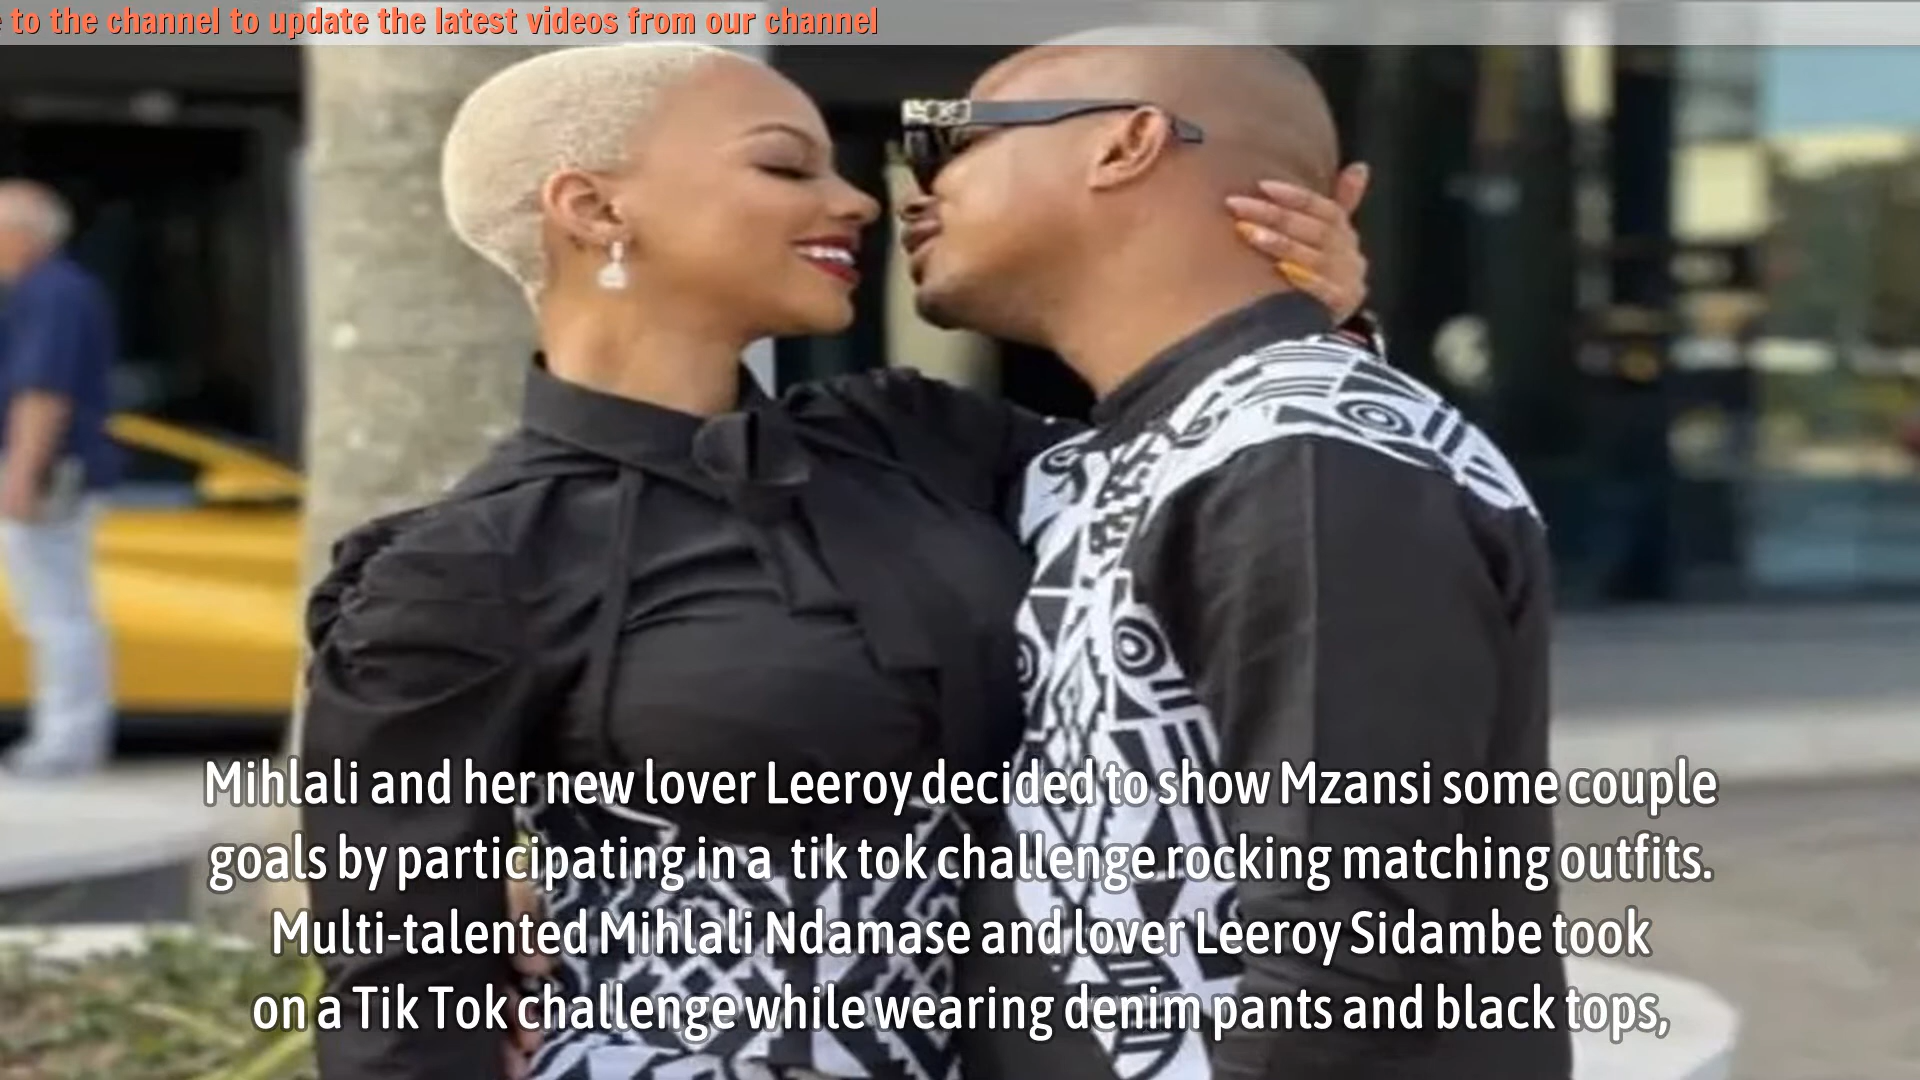 to the channel to update the latest videos from our channel
Mihlali and her new lover Leeroy decided to show Mzansi some couple
goals by participating in a tik tok challenge rocking matching outfits.
Multi-talented Mihlali Ndamase and lover Leeroy Sidambe took
on a Tik Tok challenge while wearing denim pants and black tops,